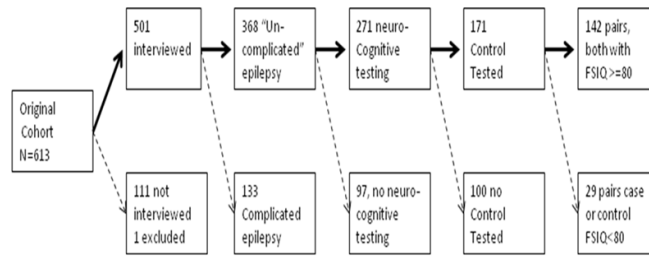 501
interviewed
368 “Un-
complicated”
epilepsy
271 neuro-
Cognitive
testing
171
Control
Tested
142 pairs,
both with
FSIQ >=80
Original
Cohort
N=613
111 not
interviewed
1 excluded
133
Complicated
epilepsy
97, no neuro-
cognitive
testing
100 no
Control
Tested
29 pairs case
or control
FSIQ<80